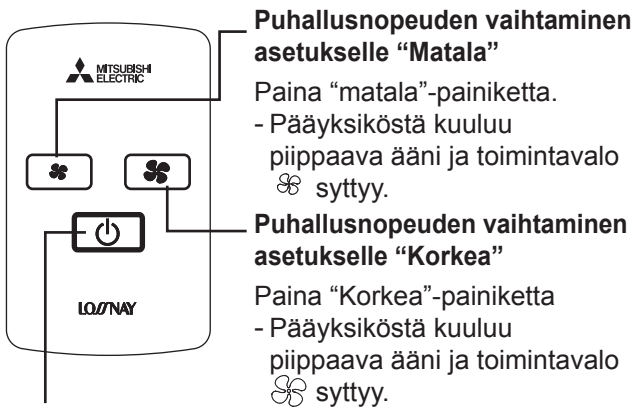 MITSUBISHI
ELECTRIC
LOSSNAY
Puhallusnopeuden vaihtaminen
asetukselle “Matala”
Paina “matala”-painiketta.
- Pääyksiköstä kuuluu
piippaava ääni ja toimintavalo
syttyy.
Puhallusnopeuden vaihtaminen
asetukselle “Korkea”
Paina “Korkea”-painiketta
- Pääyksiköstä kuuluu
piippaava ääni ja toimintavalo
syttyy.